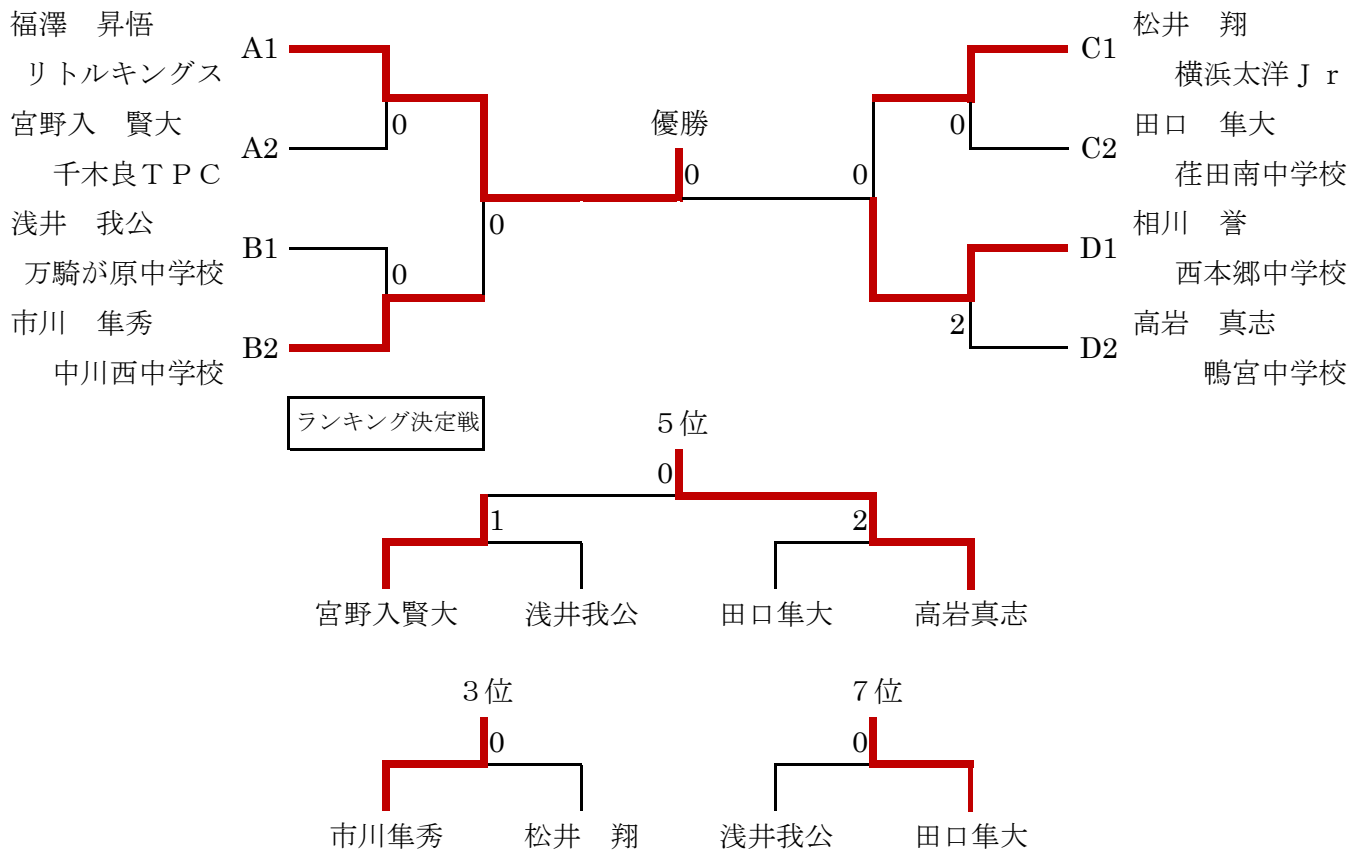 福澤　昇悟
A1
リトルキングス
宮野入　賢大
0
A2
千木良ＴＰＣ
浅井　我公
B1
万騎が原中学校
0
市川　隼秀
B2
中川西中学校
0
優勝
0
0
松井　翔
C1
横浜太洋Ｊｒ
0
田口　隼大
C2
荏田南中学校
相川　誉
D1
西本郷中学校
2
高岩　真志
D2
鴨宮中学校
ランキング決定戦
５位
0
1
2
宮野入賢大
浅井我公
田口隼大
高岩真志
３位
0
市川隼秀
松井　翔
７位
0
浅井我公
田口隼大